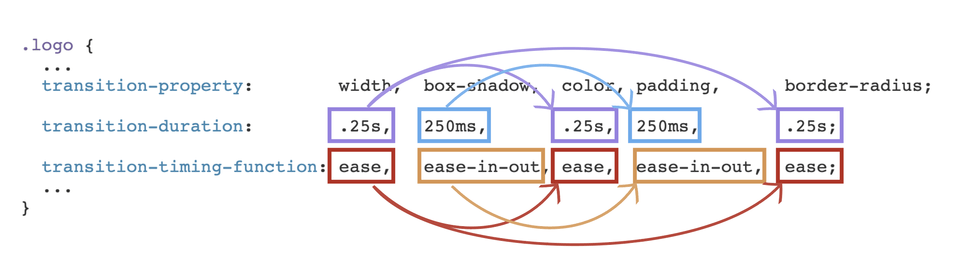 .logo {
...
transition-property: width, box-shadow, color, padding, border-radius;
transition-duration: .25s, 250ms, .25s, 250ms, .25s;
transition-timing-function: ease, ease-in-out, ease, ease-in-out, ease;
...
}